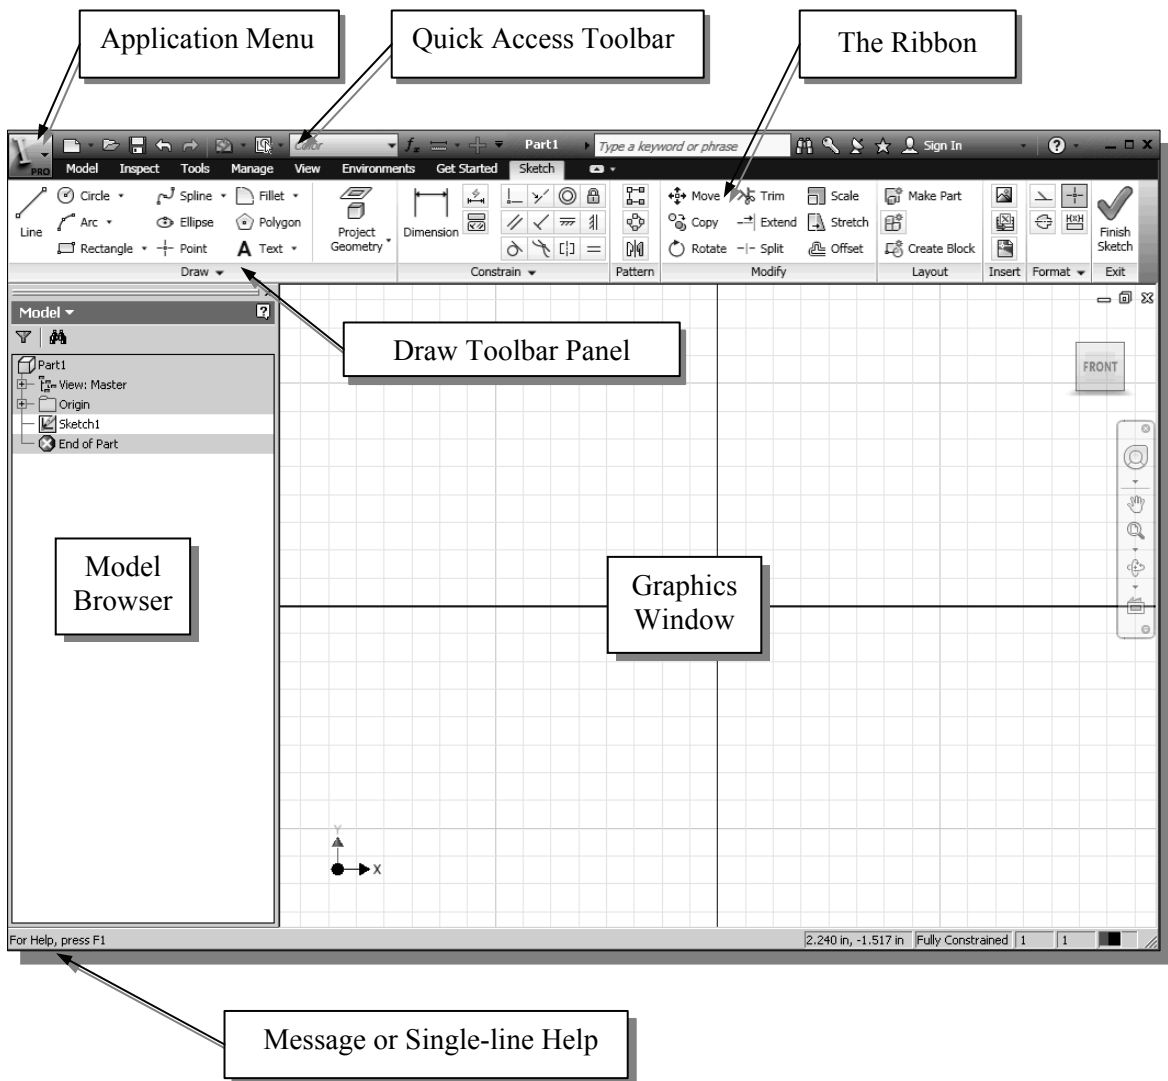 Application Menu
Quick Access Toolbar
The Ribbon
PRO
Color
Part1
Type a keyword or phrase
Sign In
Model Inspect Tools Manage View Environments Get Started Sketch
Line
Circle
Arc
Rectangle
Spline
Ellipse
Point
Fillet
Polygon
A Text
Project
Geometry
Dimension
Move
Copy
Rotate
Trim
Extend
Split
Scale
Stretch
Offset
Make Part
Create Block
Finish
Sketch
Draw Constrain Pattern Modify Layout Insert Format Exit
Model
Draw Toolbar Panel
Part1
View: Master
Origin
Sketch1
End of Part
FRONT
Model
Browser
Graphics
Window
Y
X
For Help, press F1
2.240 in, -1.517 in Fully Constrained 1 1
Message or Single-line Help